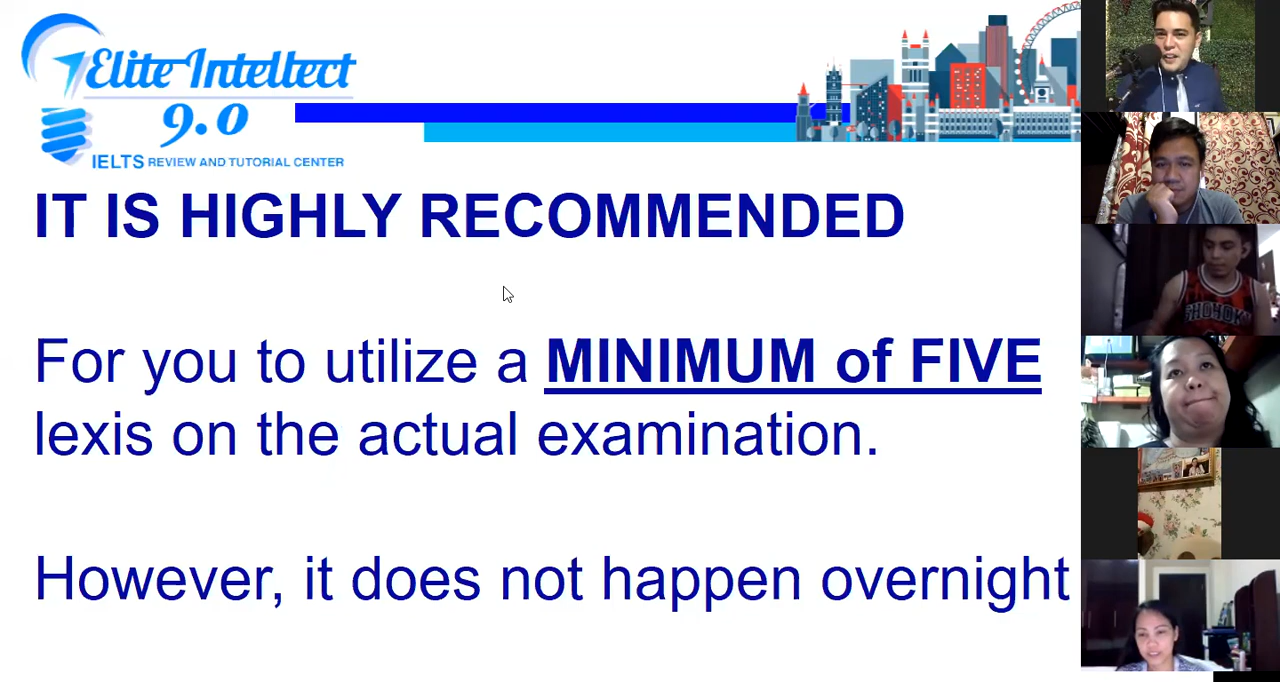 Elite Intellect
9.0
IELTS REVIEW AND TUTORIAL CENTER
IT IS HIGHLY RECOMMENDED
For you to utilize a MINIMUM of FIVE
lexis on the actual examination.
However, it does not happen overnight
SHOYOKU